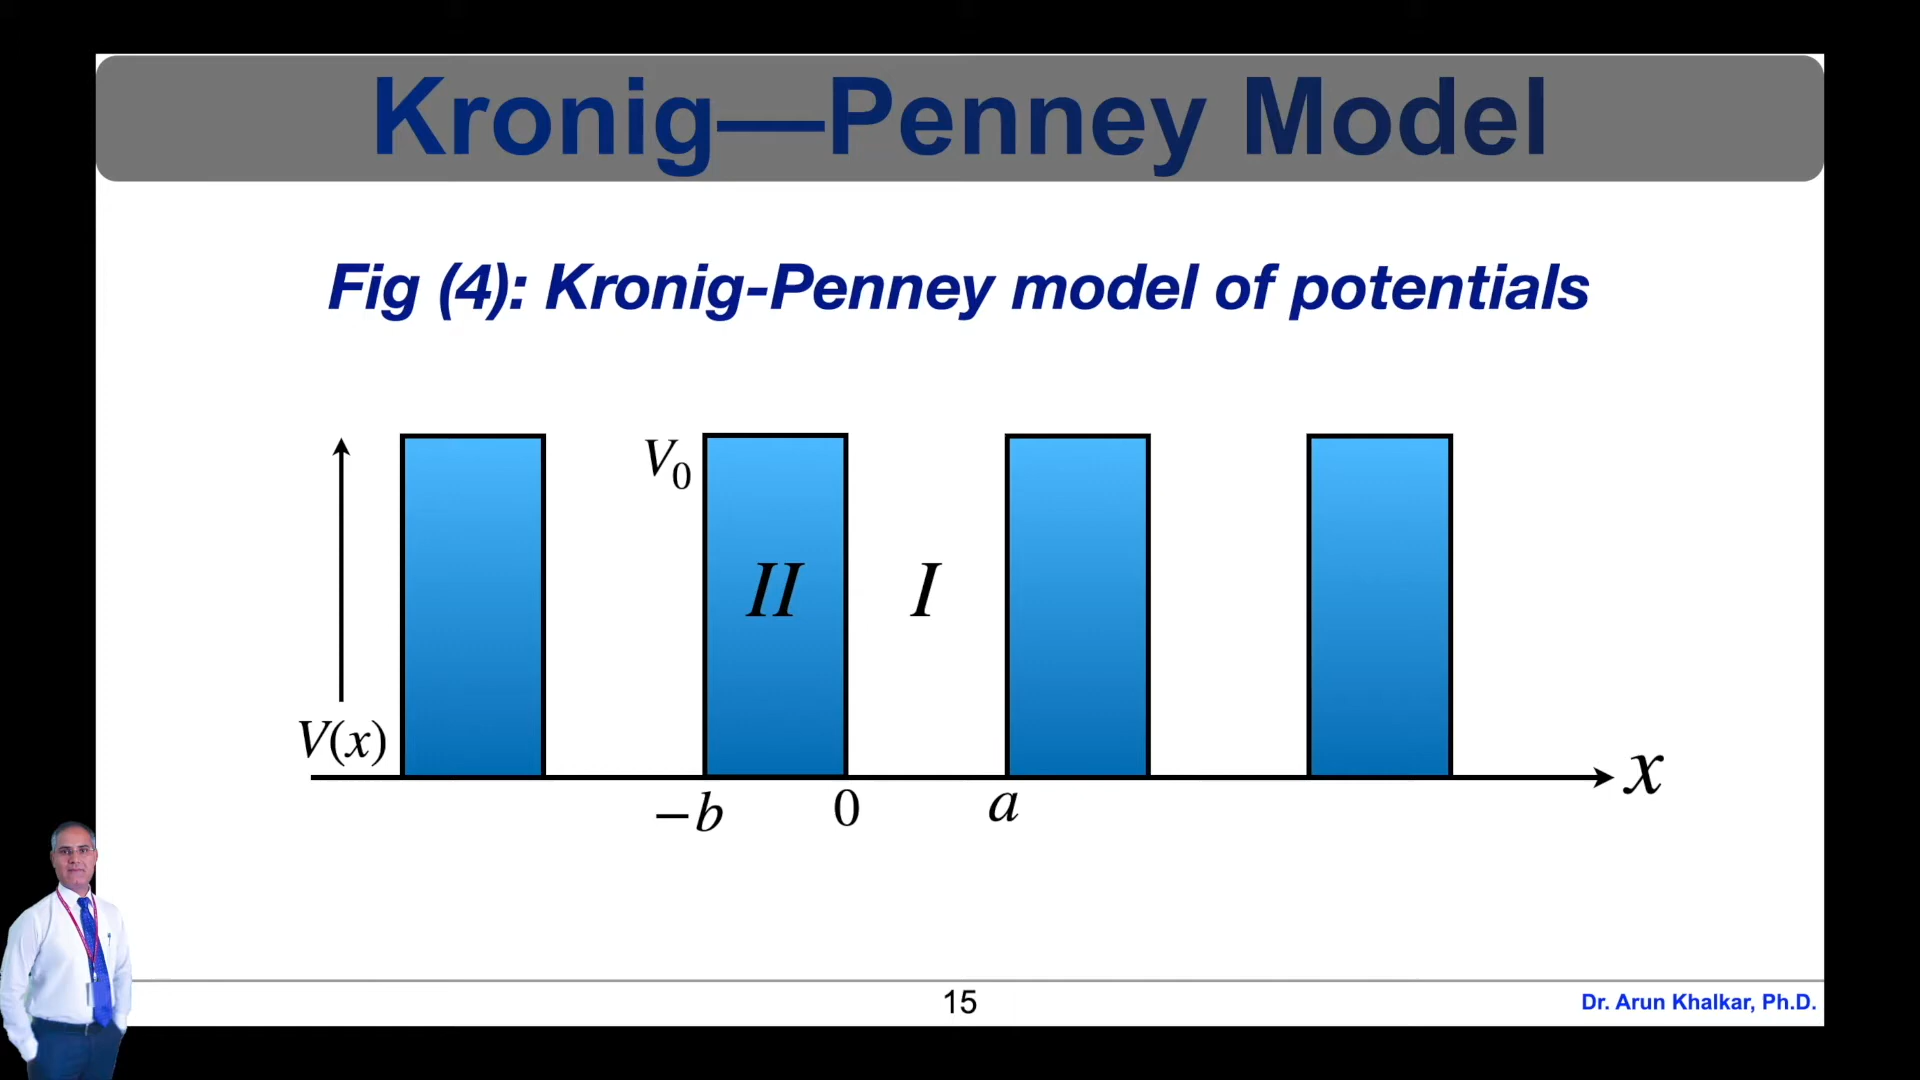 Kronig—Penney Model
Fig (4): Kronig-Penney model of potentials
V₀
II
I
V(x)
x
−b
0
a
15
Dr. Arun Khalkar, Ph.D.